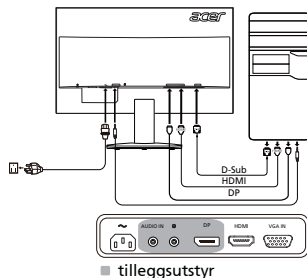 acer
D-Sub
HDMI
DP
AUDIO IN
DP
HDMI
VGA IN
tilleggsutstyr